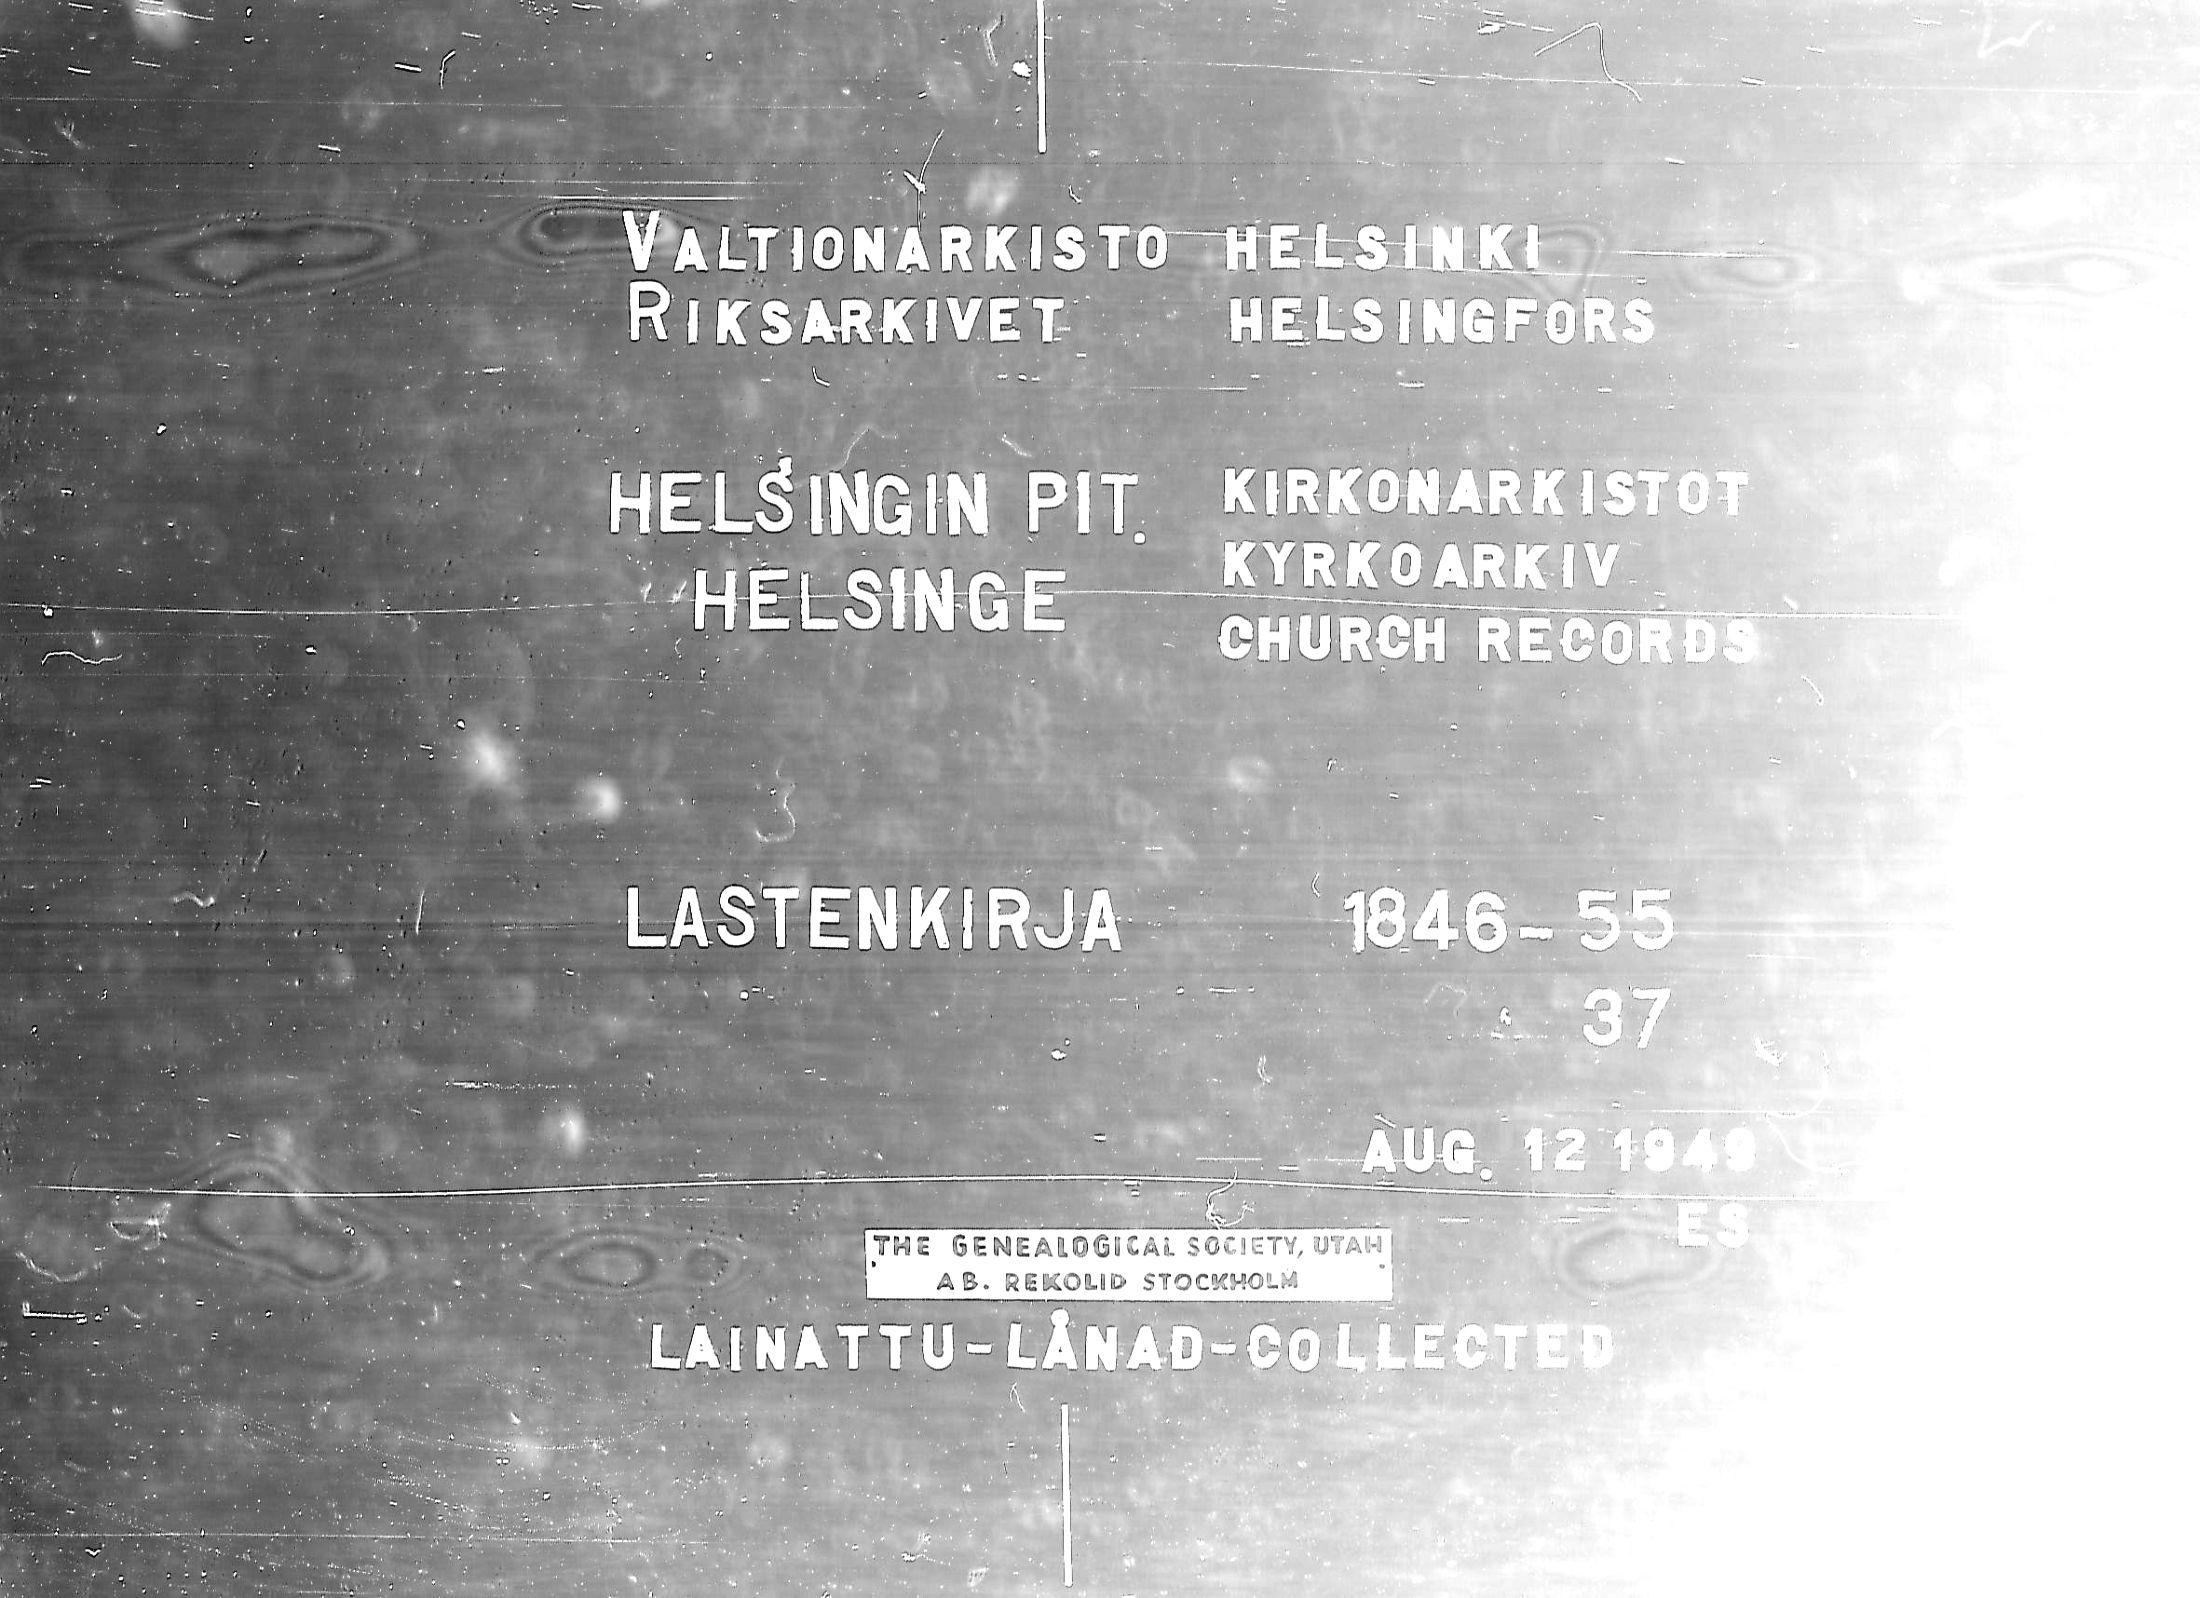 VALTIONARKISTO HELSINKI
RIKSARKIVET HELSINGFORS
HELSINGIN PIT. KIRKONARKISTOT
HELSINGE KYRKOARKIV
CHURCH RECORDS
LASTENKIRJA 1846-55
37
AUG. 12 1949
ES
THE GENEALOGICAL SOCIETY, UTAH
AB. REKOLID STOCKHOLM
LAINATTU-LÅNAD-COLLECTED